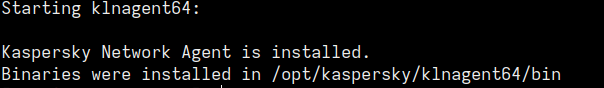 Starting klnagent64:
Kaspersky Network Agent is installed.
Binaries were installed in /opt/kaspersky/klnagent64/bin